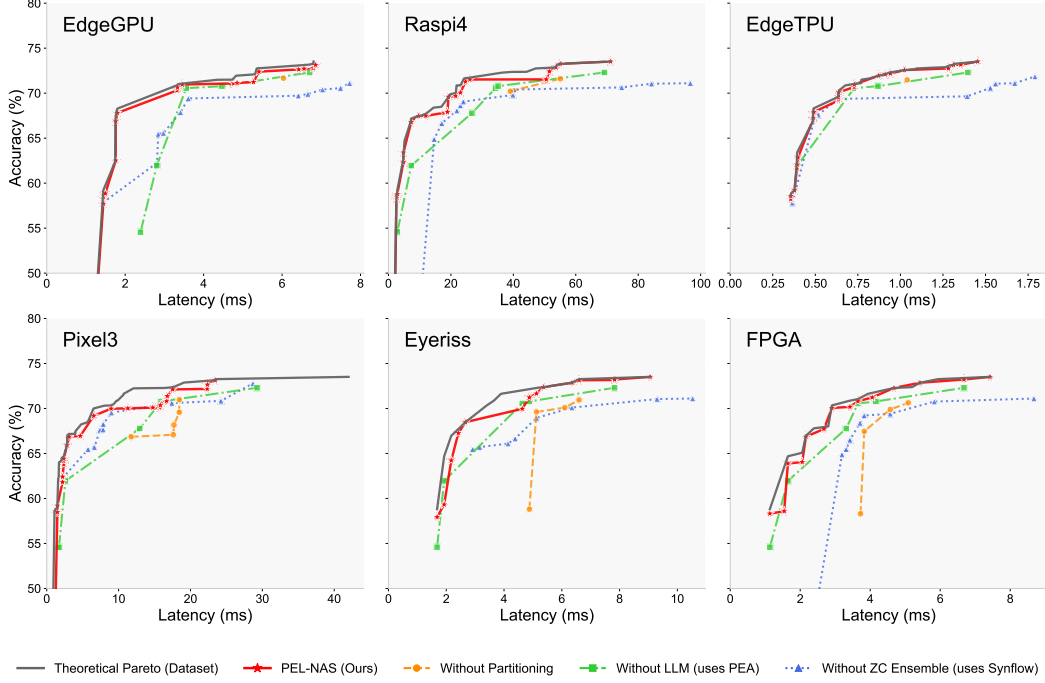 EdgeGPU
Raspi4
EdgeTPU
Accuracy (%)
80
75
70
65
60
55
50
0 2 4 6
0 20 40 60 80 100
0.00 0.25 0.50 0.75 1.00 1.25 1.50 1.75
Latency (ms)
Latency (ms)
Latency (ms)
Pixel3
Eyeriss
FPGA
Accuracy (%)
80
75
70
65
60
55
50
0 10 20 30 40
0 2 4 6 8 10
0 2 4 6 8
Latency (ms)
Latency (ms)
Latency (ms)
Theoretical Pareto (Dataset) PEL-NAS (Ours) Without Partitioning Without LLM (uses PEA) Without ZC Ensemble (uses Synflow)